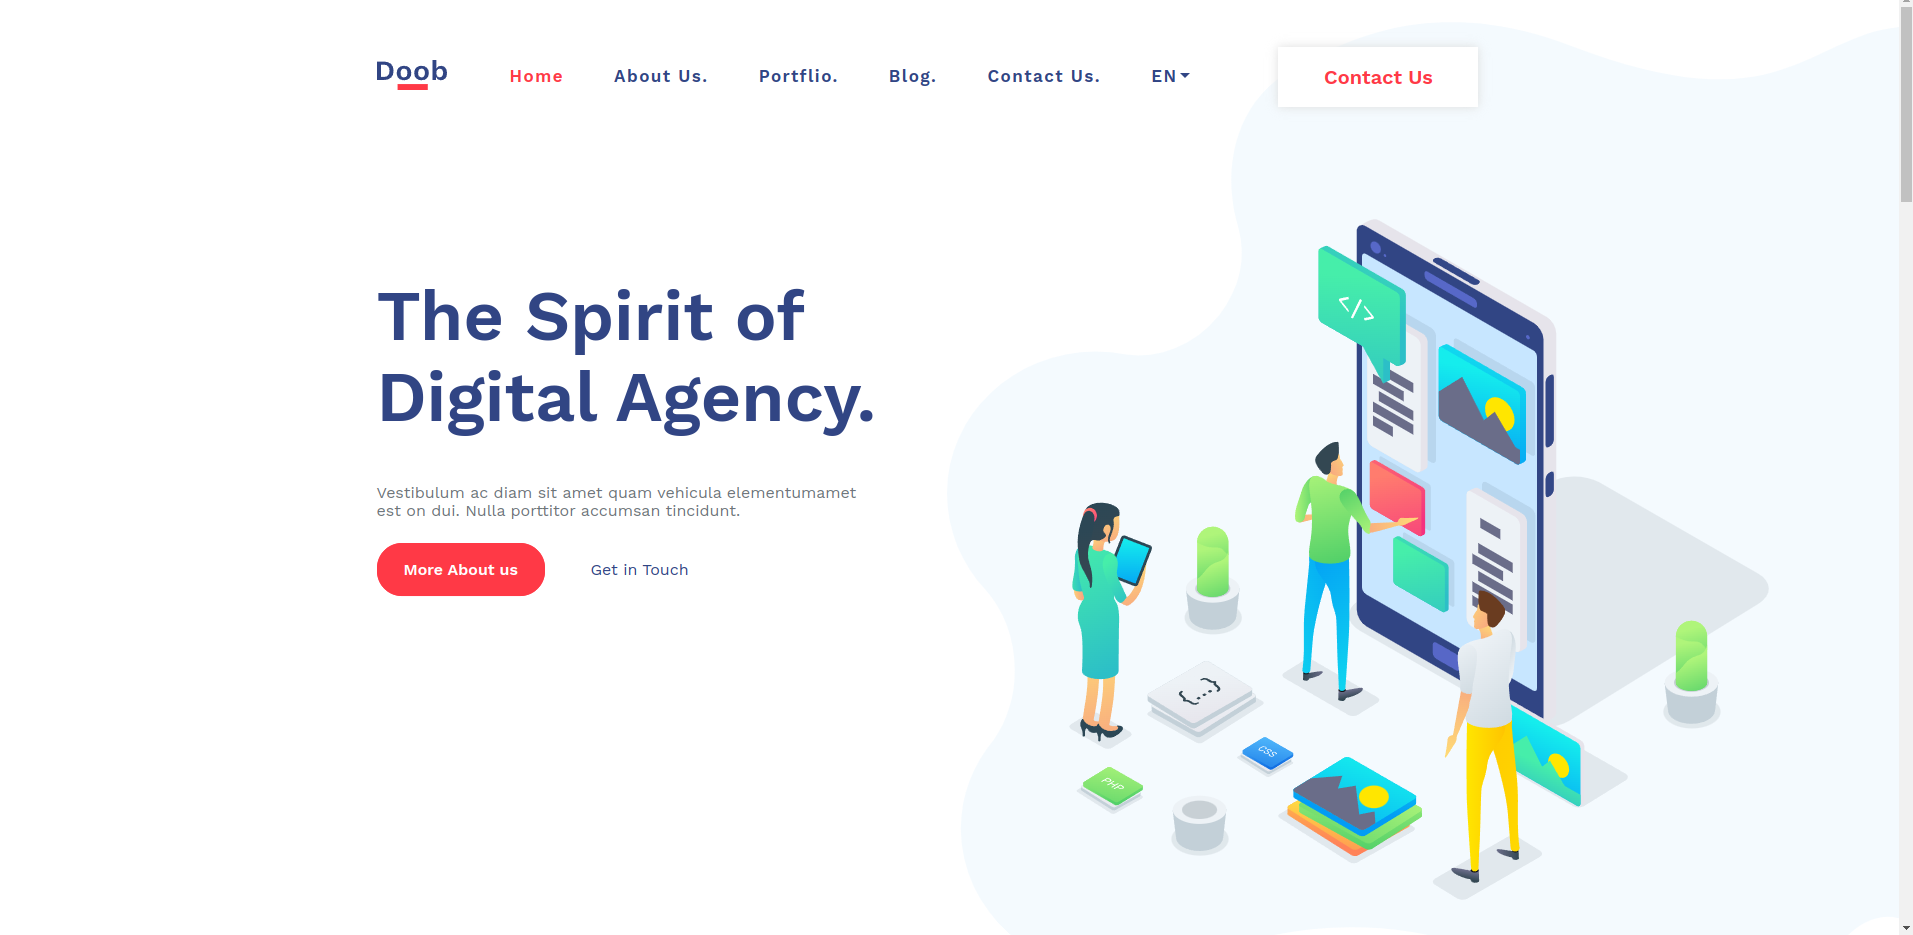 Doob
Home
About Us.
Portflio.
Blog.
Contact Us.
EN
Contact Us
The Spirit of
Digital Agency.
Vestibulum ac diam sit amet quam vehicula elementumamet
est on dui. Nulla porttitor accumsan tincidunt.
More About us
Get in Touch
</>
{...}
CSS
PHP